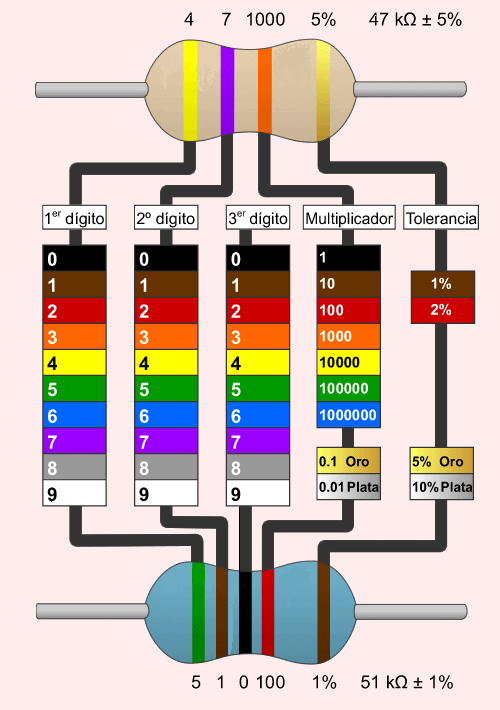 4 7 1000 5% 47 kΩ ± 5%
1er dígito 2º dígito 3er dígito Multiplicador Tolerancia
0 0 0 1
1 1 1 10 1%
2 2 2 100 2%
3 3 3 1000
4 4 4 10000
5 5 5 100000
6 6 6 1000000
7 7 7
8 8 8 0.1 Oro 5% Oro
9 9 9 0.01 Plata 10% Plata
5 1 0 100 1% 51 kΩ ± 1%